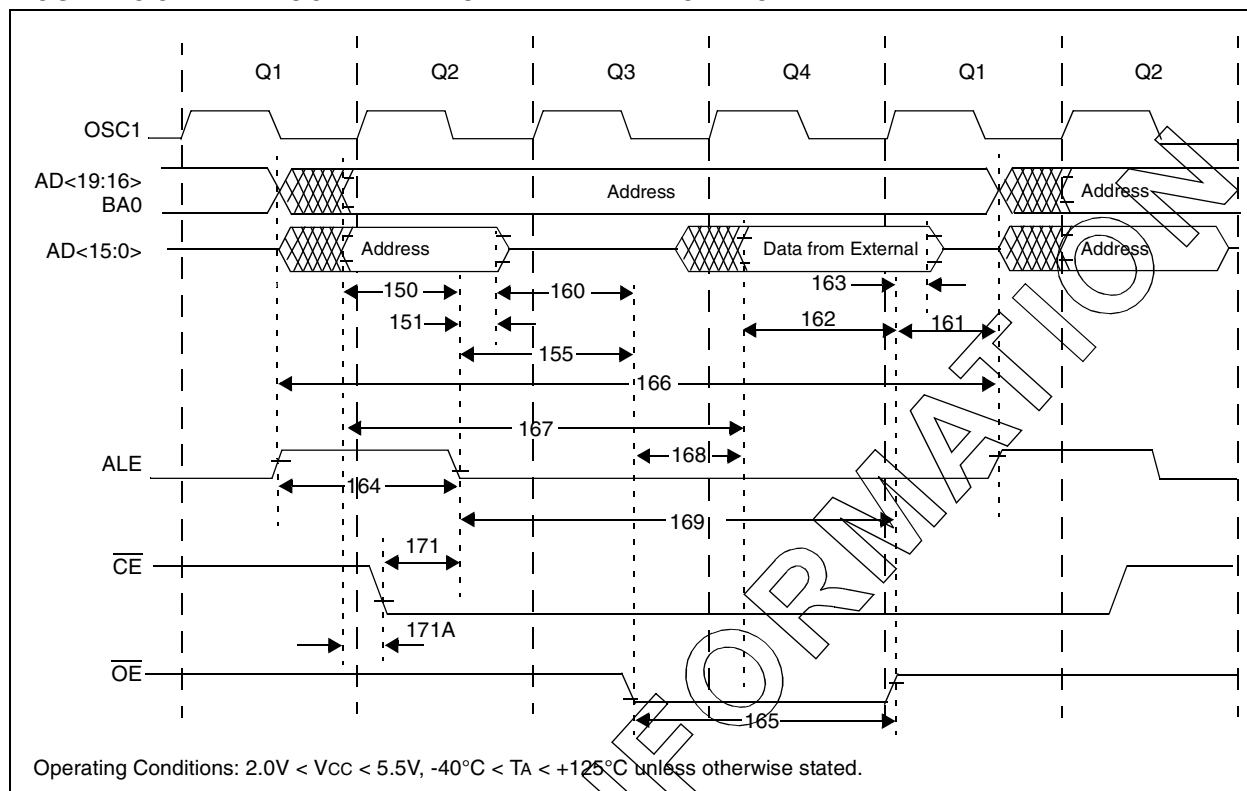 Q1 Q2 Q3 Q4 Q1 Q2
OSC1
AD<19:16>
BA0
Address
Address
AD<15:0>
Address
Data from External
Address
150
160
163
151
162
161
155
166
167
ALE
168
164
169
171
CE
171A
OE
165
Operating Conditions: 2.0V < VCC < 5.5V, -40°C < TA < +125°C unless otherwise stated.